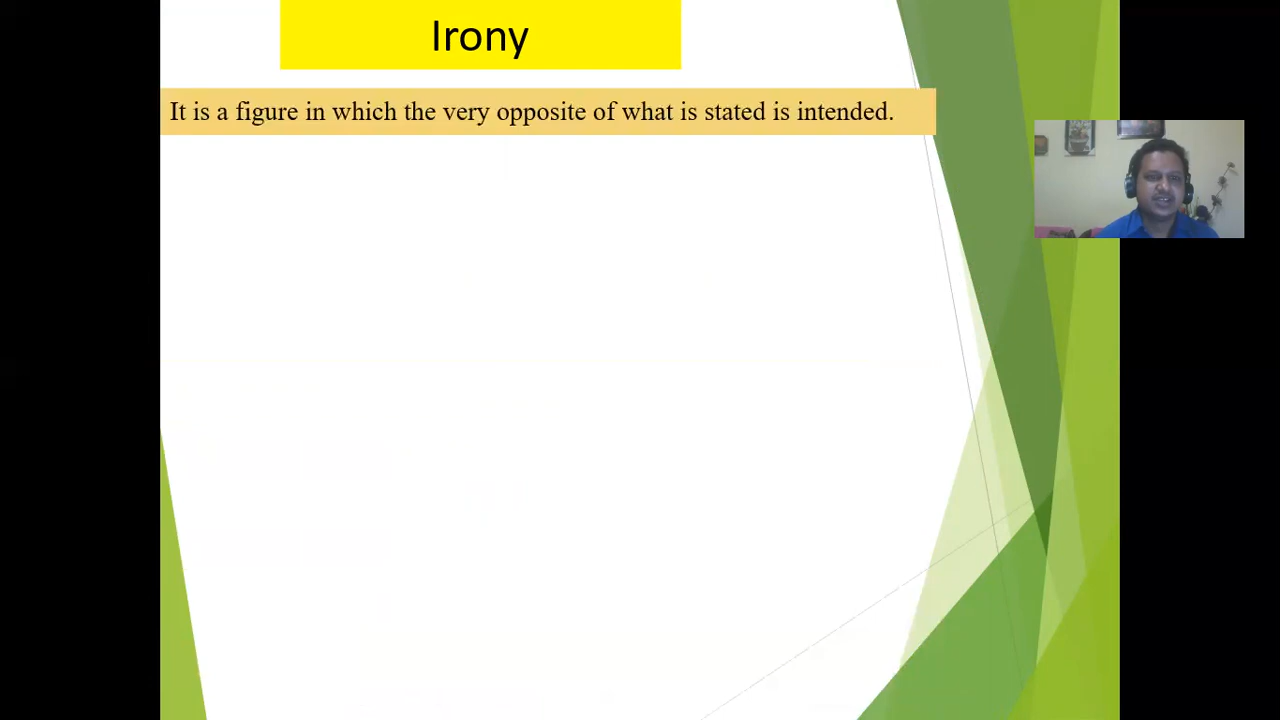 Irony
It is a figure in which the very opposite of what is stated is intended.